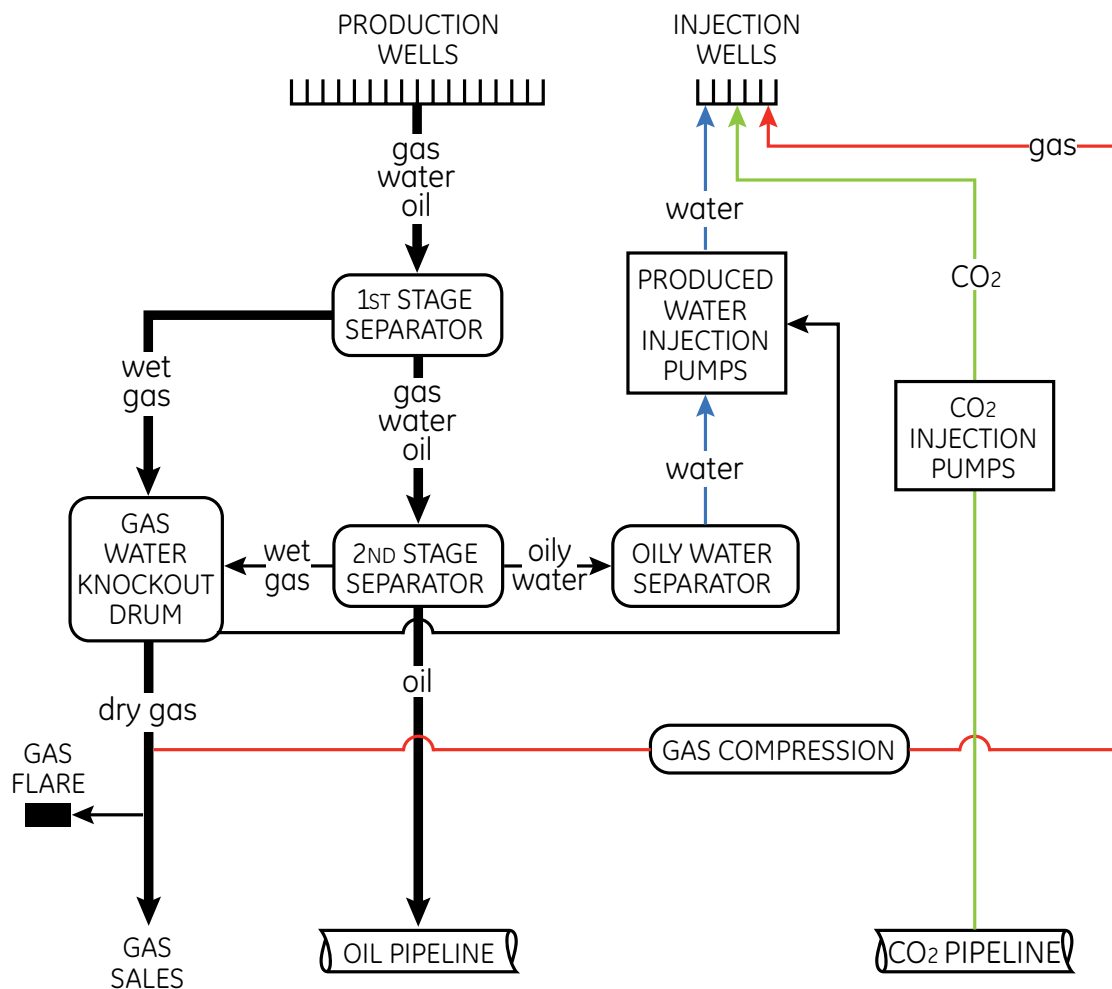 PRODUCTION
WELLS
INJECTION
WELLS
gas
water
oil
gas
water
1ST STAGE
SEPARATOR
PRODUCED
WATER
INJECTION
PUMPS
CO2
wet
gas
gas
water
oil
CO2
INJECTION
PUMPS
water
GAS
WATER
KNOCKOUT
DRUM
wet
gas
2ND STAGE
SEPARATOR
oily
water
OILY WATER
SEPARATOR
dry gas
oil
GAS
FLARE
GAS COMPRESSION
GAS
SALES
OIL PIPELINE
CO2 PIPELINE